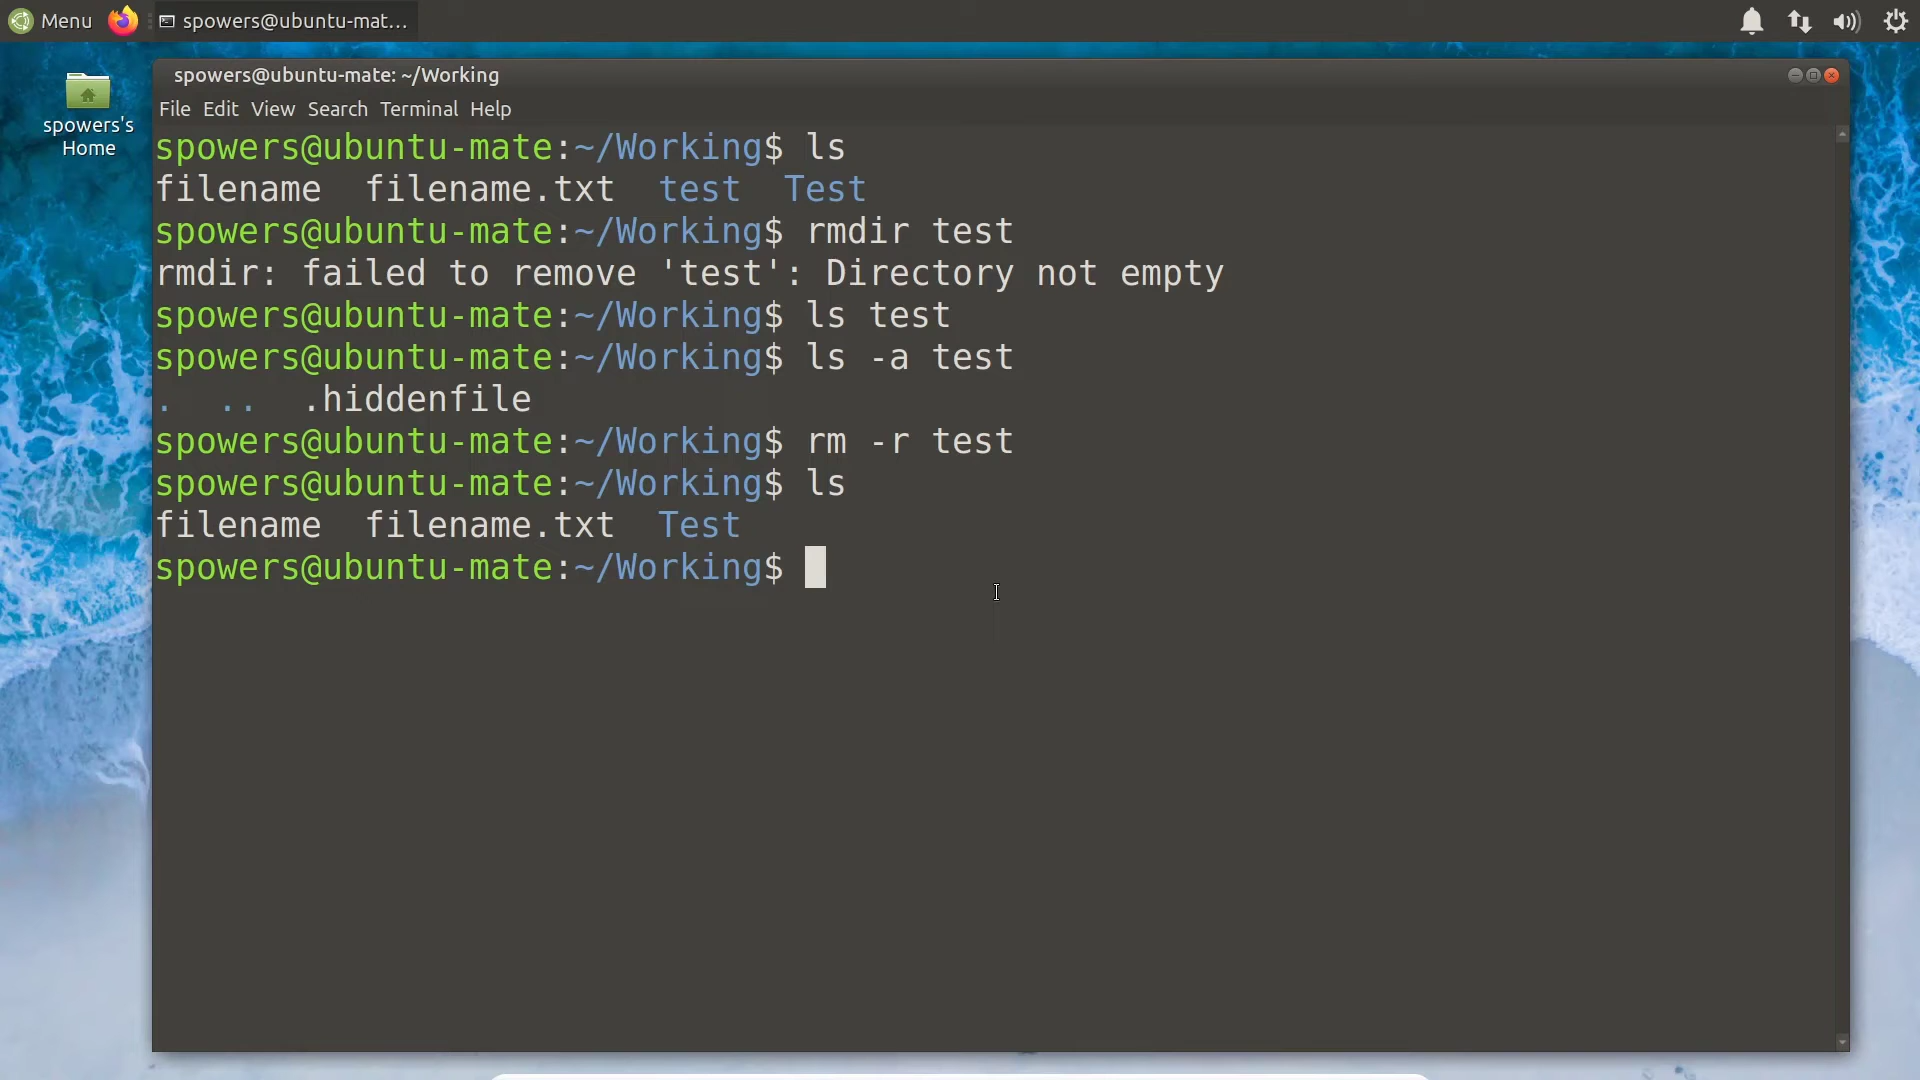 Menu spowers@ubuntu-mat...
spowers's
Home
spowers@ubuntu-mate: ~/Working
File Edit View Search Terminal Help
spowers@ubuntu-mate:~/Working$ ls
filename  filename.txt  test  Test
spowers@ubuntu-mate:~/Working$ rmdir test
rmdir: failed to remove 'test': Directory not empty
spowers@ubuntu-mate:~/Working$ ls test
spowers@ubuntu-mate:~/Working$ ls -a test
.  ..  .hiddenfile
spowers@ubuntu-mate:~/Working$ rm -r test
spowers@ubuntu-mate:~/Working$ ls
filename  filename.txt  Test
spowers@ubuntu-mate:~/Working$